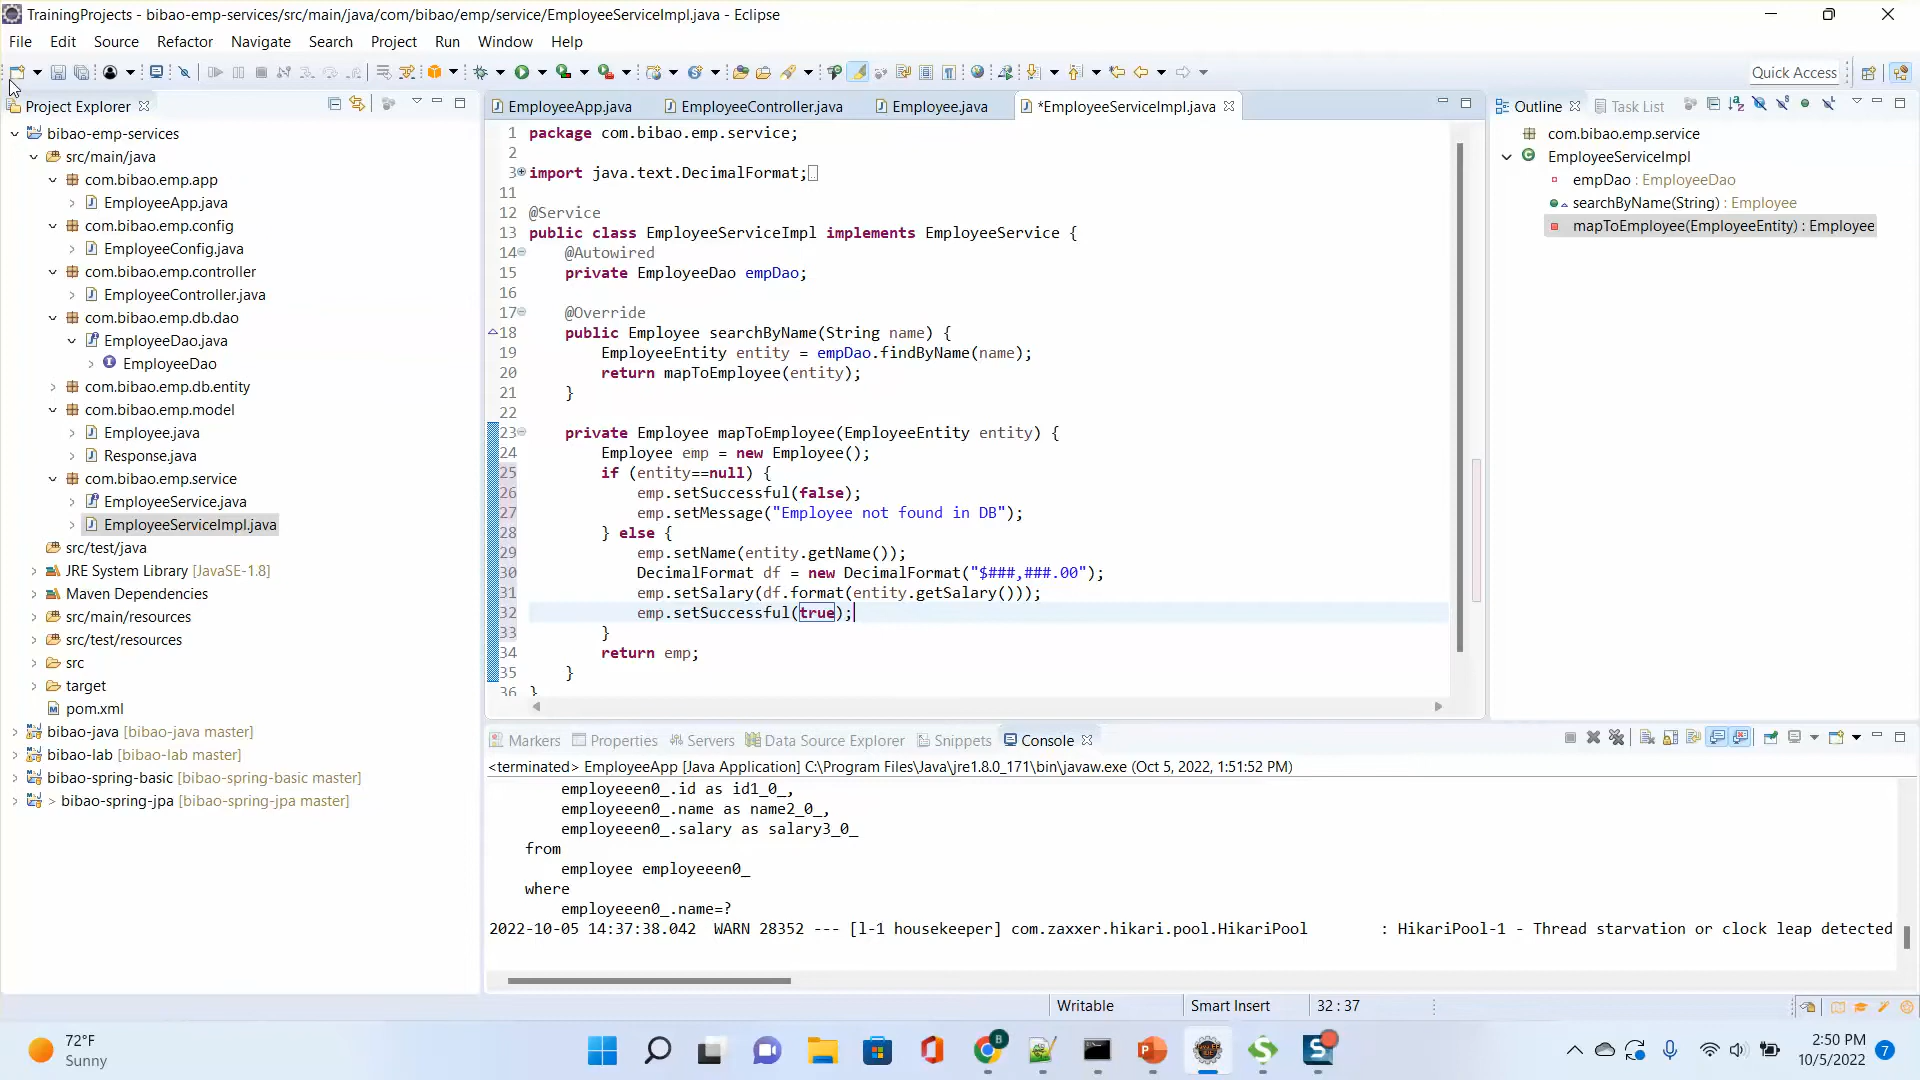 TrainingProjects - bibao-emp-services/src/main/java/com/bibao/emp/service/EmployeeServiceImpl.java - Eclipse
File Edit Source Refactor Navigate Search Project Run Window Help
Quick Access
Project Explorer
bibao-emp-services
src/main/java
com.bibao.emp.app
EmployeeApp.java
com.bibao.emp.config
EmployeeConfig.java
com.bibao.emp.controller
EmployeeController.java
com.bibao.emp.db.dao
EmployeeDao.java
EmployeeDao
com.bibao.emp.db.entity
com.bibao.emp.model
Employee.java
Response.java
com.bibao.emp.service
EmployeeService.java
EmployeeServiceImpl.java
src/test/java
JRE System Library [JavaSE-1.8]
Maven Dependencies
src/main/resources
src/test/resources
src
target
pom.xml
bibao-java [bibao-java master]
bibao-lab [bibao-lab master]
bibao-spring-basic [bibao-spring-basic master]
> bibao-spring-jpa [bibao-spring-jpa master]
EmployeeApp.java EmployeeController.java Employee.java *EmployeeServiceImpl.java
1 package com.bibao.emp.service;
2
3 import java.text.DecimalFormat;
11
12 @Service
13 public class EmployeeServiceImpl implements EmployeeService {
14 @Autowired
15 private EmployeeDao empDao;
16
17 @Override
18 public Employee searchByName(String name) {
19 EmployeeEntity entity = empDao.findByName(name);
20 return mapToEmployee(entity);
21 }
22
23 private Employee mapToEmployee(EmployeeEntity entity) {
24 Employee emp = new Employee();
25 if (entity==null) {
26 emp.setSuccessful(false);
27 emp.setMessage("Employee not found in DB");
28 } else {
29 emp.setName(entity.getName());
30 DecimalFormat df = new DecimalFormat("$###,###.00");
31 emp.setSalary(df.format(entity.getSalary()));
32 emp.setSuccessful(true);
33 }
34 return emp;
35 }
36 }
Outline Task List
com.bibao.emp.service
EmployeeServiceImpl
empDao : EmployeeDao
searchByName(String) : Employee
mapToEmployee(EmployeeEntity) : Employee
Markers Properties Servers Data Source Explorer Snippets Console
<terminated> EmployeeApp [Java Application] C:\Program Files\Java\jre1.8.0_171\bin\javaw.exe (Oct 5, 2022, 1:51:52 PM)
employeeen0_.id as id1_0_,
employeeen0_.name as name2_0_,
employeeen0_.salary as salary3_0_
from
employee employeeen0_
where
employeeen0_.name=?
2022-10-05 14:37:38.042 WARN 28352 --- [l-1 housekeeper] com.zaxxer.hikari.pool.HikariPool : HikariPool-1 - Thread starvation or clock leap detected
Writable Smart Insert 32 : 37
72°F
Sunny
2:50 PM
10/5/2022
7